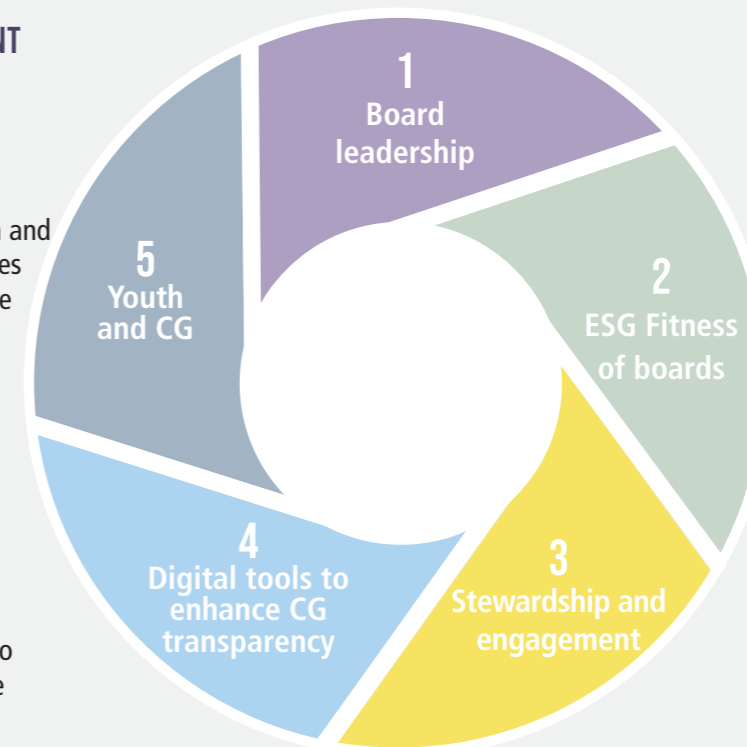 1
Board
leadership
2
ESG Fitness
of boards
3
Stewardship and
engagement
4
Digital tools to
enhance CG
transparency
5
Youth
and CG
and